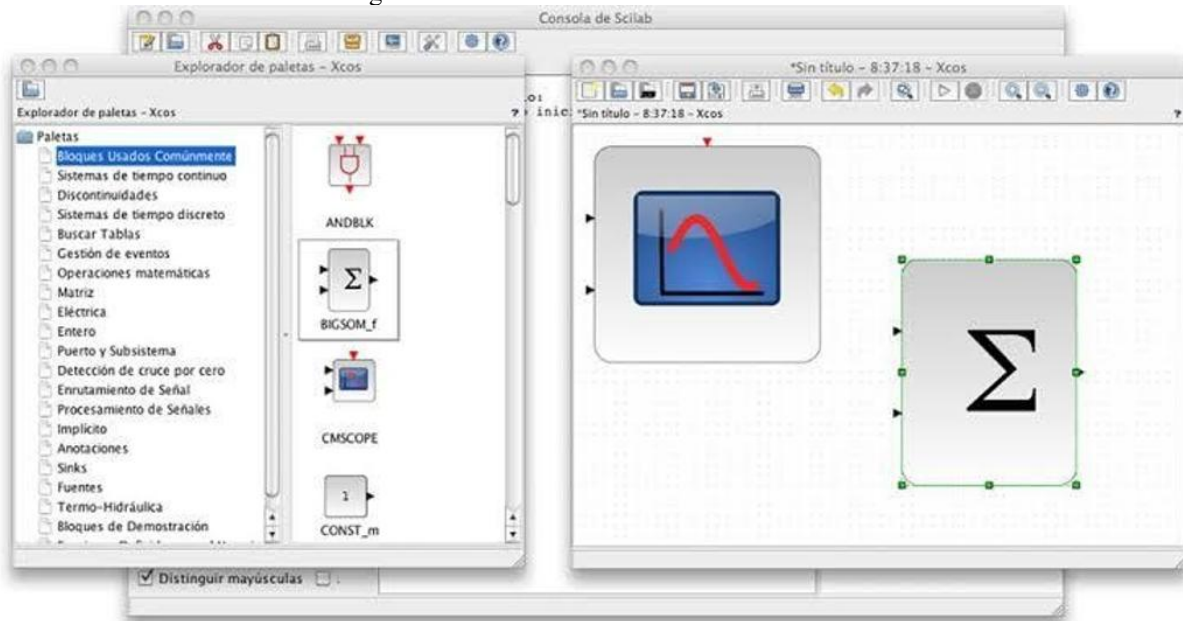 Consola de Scilab
Explorador de paletas - Xcos
Explorador de paletas - Xcos ?
Paletas
Bloques Usados Comúnmente
Sistemas de tiempo continuo
Discontinuidades
Sistemas de tiempo discreto
Buscar Tablas
Gestión de eventos
Operaciones matemáticas
Matriz
Eléctrica
Entero
Puerto y Subsistema
Detección de cruce por cero
Enrutamiento de Señal
Procesamiento de Señales
Implícito
Anotaciones
Sinks
Fuentes
Termo-Hidráulica
Bloques de Demostración
ANDBLK
Σ
BIGSOM_f
CMSCOPE
1
CONST_m
o:
inic
*Sin título - 8:37:18 - Xcos
*Sin título - 8:37:18 - Xcos ?
Σ
Distinguir mayúsculas